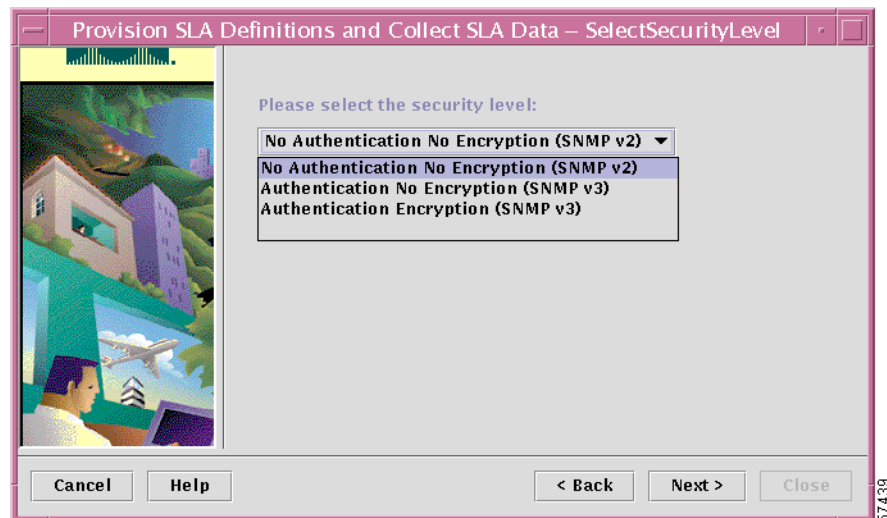 Provision SLA Definitions and Collect SLA Data – SelectSecurityLevel
Please select the security level:
No Authentication No Encryption (SNMP v2)
No Authentication No Encryption (SNMP v2)
Authentication No Encryption (SNMP v3)
Authentication Encryption (SNMP v3)
Cancel Help < Back Next > Close
57439